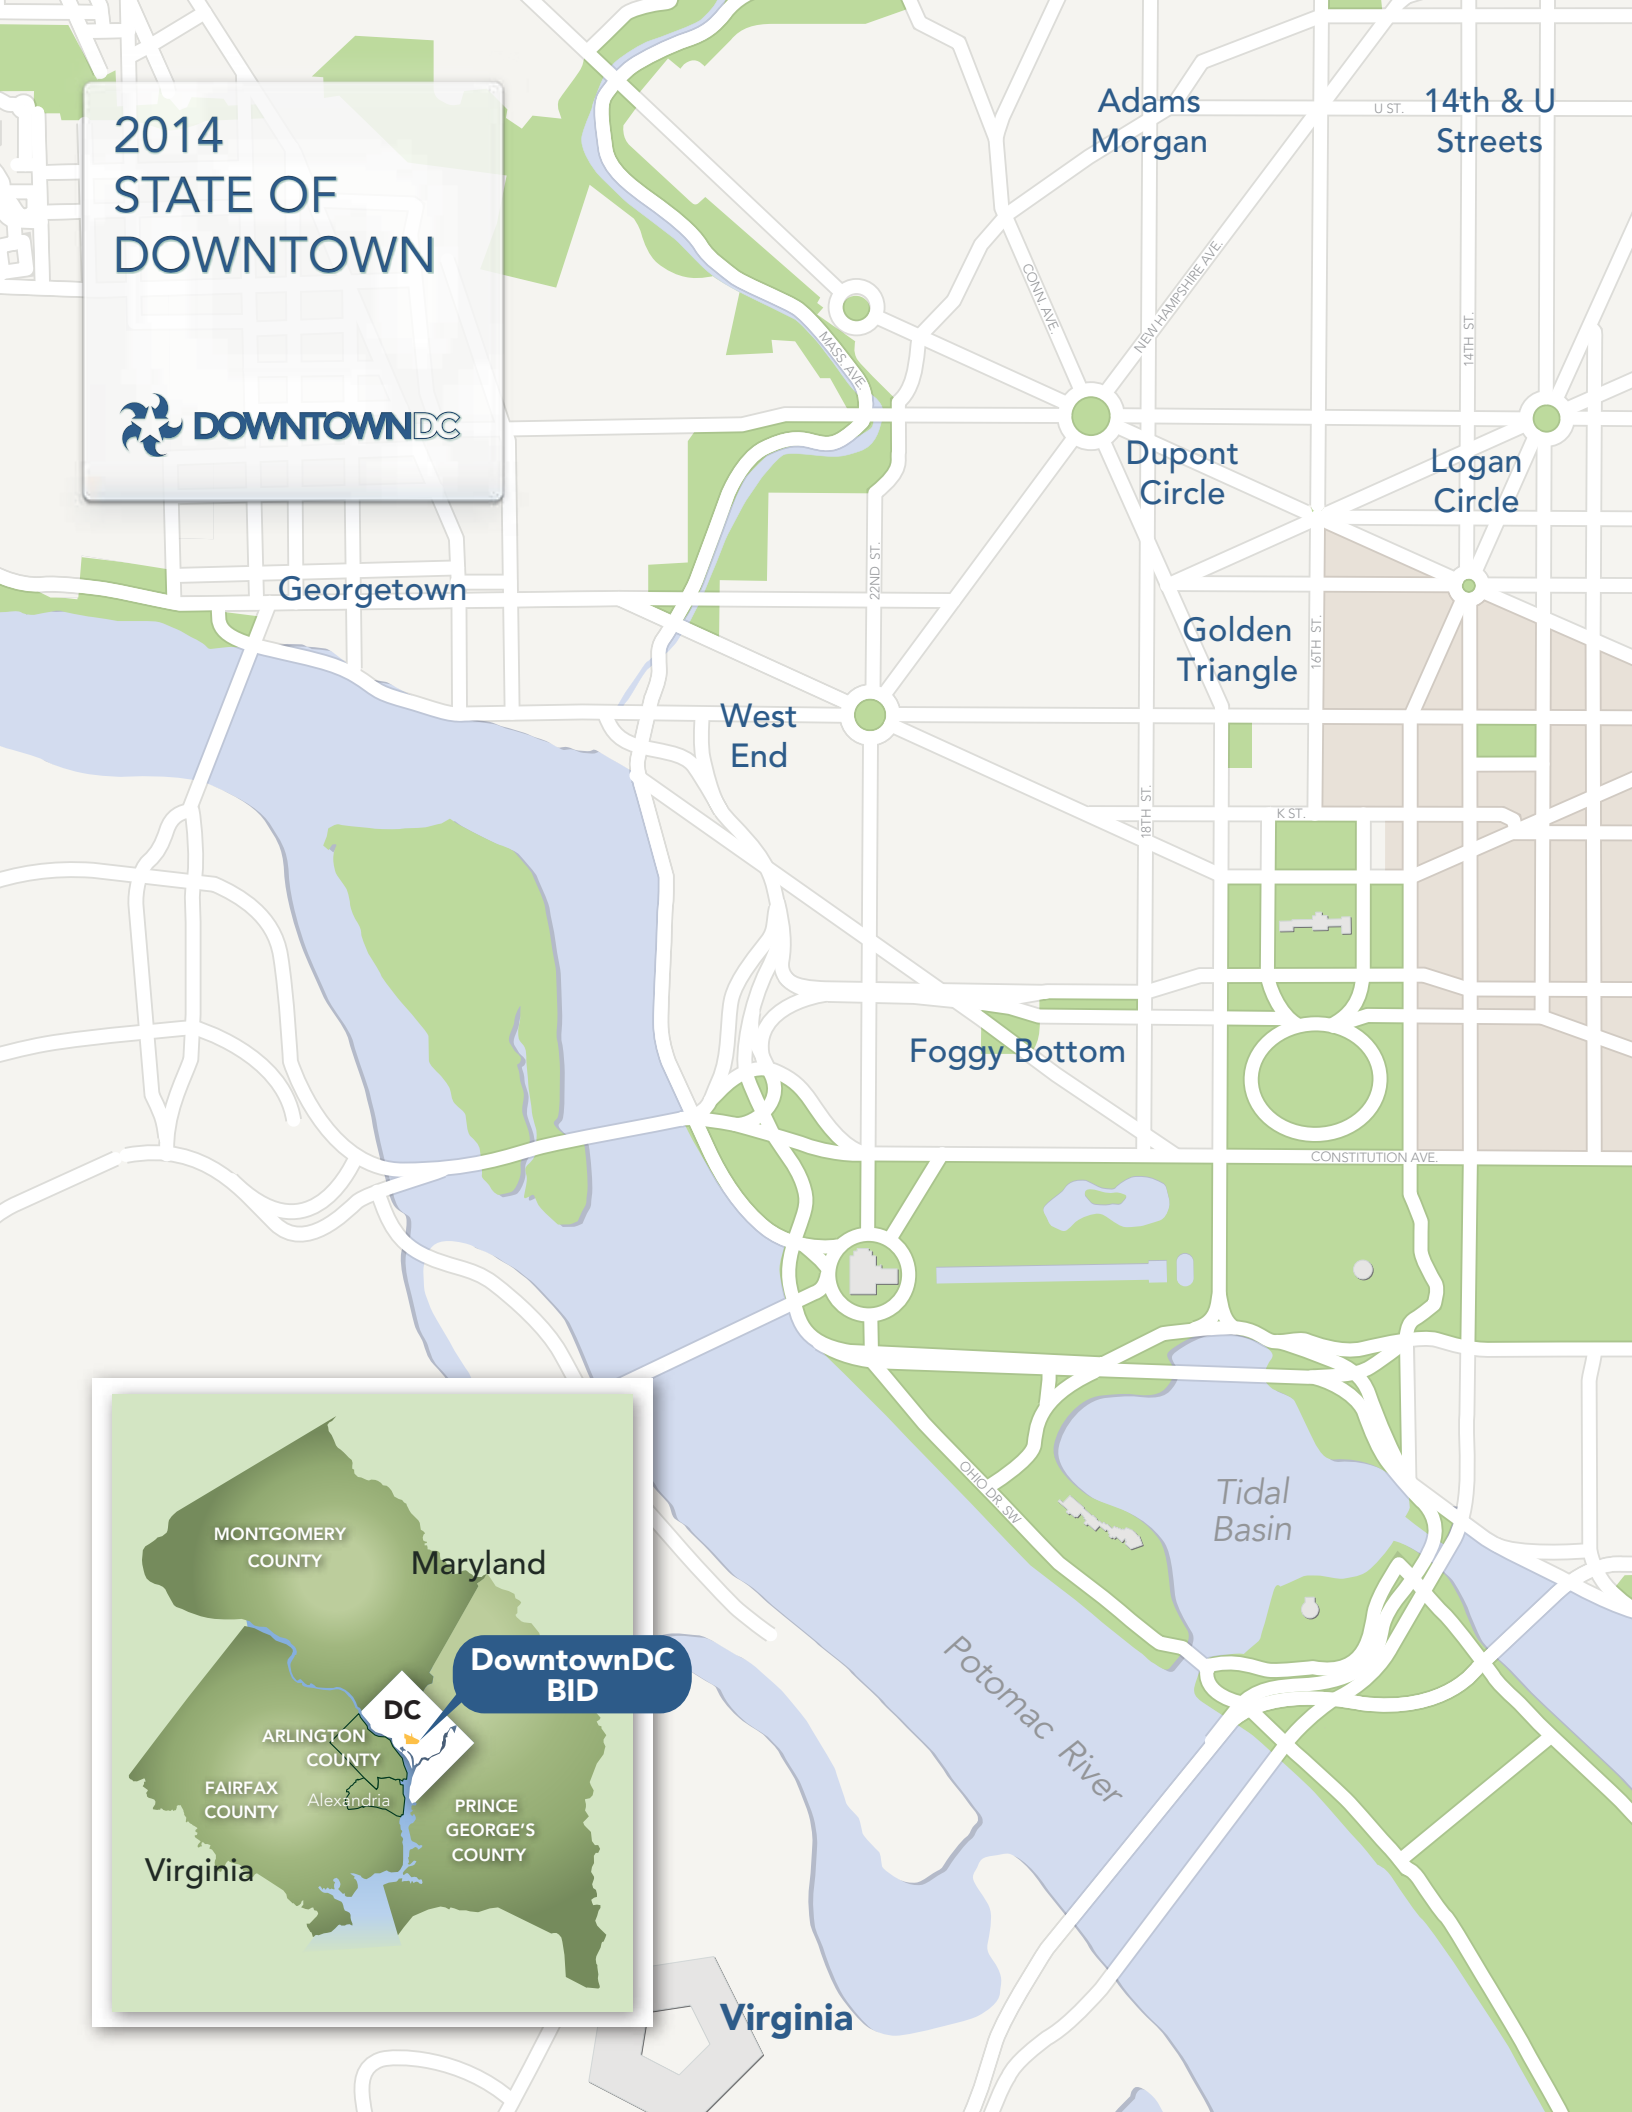 2014
STATE OF
DOWNTOWN
DOWNTOWNDC
Adams
Morgan
14th & U
Streets
U ST.
CONN. AVE.
NEW HAMPSHIRE AVE.
14TH ST.
MASS. AVE.
Dupont
Circle
Logan
Circle
22ND ST.
Georgetown
Golden
Triangle
16TH ST.
West
End
18TH ST.
K ST.
Foggy Bottom
CONSTITUTION AVE.
OHIO DR. SW
Tidal
Basin
Potomac River
MONTGOMERY
COUNTY
Maryland
DowntownDC
BID
DC
ARLINGTON
COUNTY
FAIRFAX
COUNTY
Alexandria
PRINCE
GEORGE'S
COUNTY
Virginia
Virginia